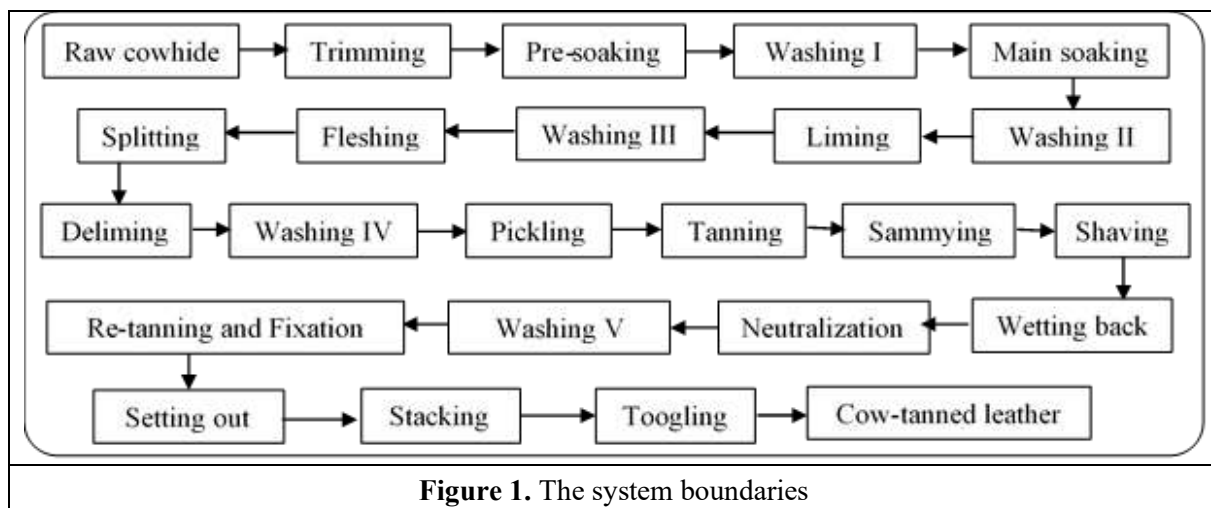 Raw cowhide
Trimming
Pre-soaking
Washing I
Main soaking
Washing II
Liming
Washing III
Fleshing
Splitting
Deliming
Washing IV
Pickling
Tanning
Sammying
Shaving
Wetting back
Neutralization
Washing V
Re-tanning and Fixation
Setting out
Stacking
Toogling
Cow-tanned leather
Figure 1. The system boundaries